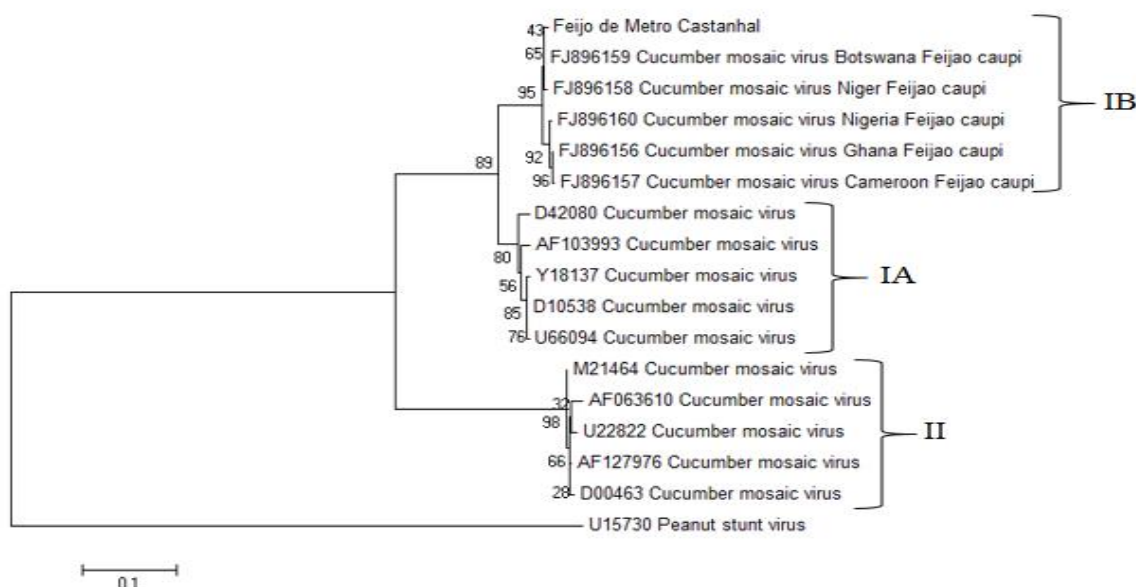 43
Feijo de Metro Castanhal
65
FJ896159 Cucumber mosaic virus Botswana Feijao caupi
95
FJ896158 Cucumber mosaic virus Niger Feijao caupi
IB
FJ896160 Cucumber mosaic virus Nigeria Feijao caupi
92
FJ896156 Cucumber mosaic virus Ghana Feijao caupi
89
96
FJ896157 Cucumber mosaic virus Cameroon Feijao caupi
D42080 Cucumber mosaic virus
AF103993 Cucumber mosaic virus
80
Y18137 Cucumber mosaic virus
IA
56
D10538 Cucumber mosaic virus
85
76
U66094 Cucumber mosaic virus
M21464 Cucumber mosaic virus
AF063610 Cucumber mosaic virus
32
98
U22822 Cucumber mosaic virus
II
66
AF127976 Cucumber mosaic virus
28
D00463 Cucumber mosaic virus
U15730 Peanut stunt virus
0.1